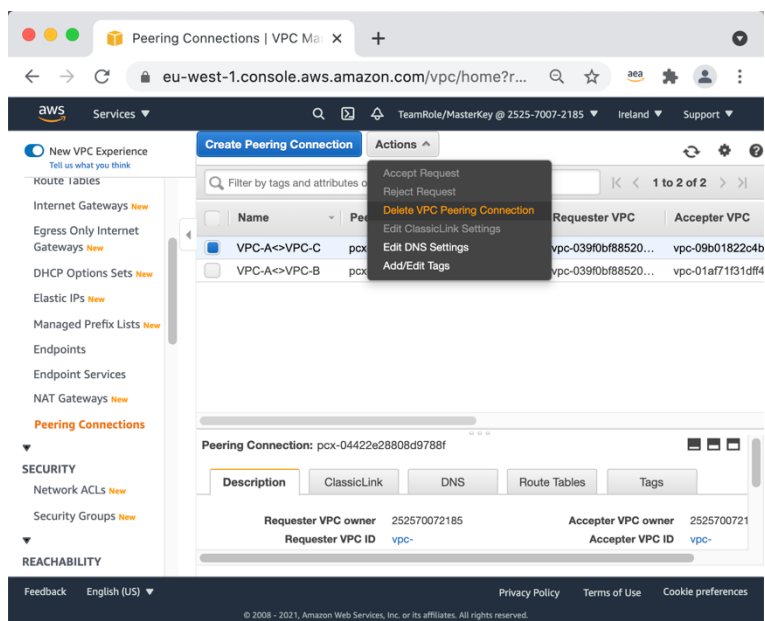 Peering Connections | VPC Ma
eu-west-1.console.aws.amazon.com/vpc/home?r...
aea
aws
Services ▼
TeamRole/MasterKey @ 2525-7007-2185 ▼
Ireland ▼
Support ▼
New VPC Experience
Tell us what you think
Route Tables
Internet Gateways New
Egress Only Internet
Gateways New
DHCP Options Sets New
Elastic IPs New
Managed Prefix Lists New
Endpoints
Endpoint Services
NAT Gateways New
Peering Connections
SECURITY
Network ACLs New
Security Groups New
REACHABILITY
Create Peering Connection
Actions
Accept Request
Reject Request
Delete VPC Peering Connection
Edit ClassicLink Settings
Edit DNS Settings
Add/Edit Tags
Filter by tags and attributes o
1 to 2 of 2
Name Pee Requester VPC Accepter VPC
VPC-A<>VPC-C pcx vpc-039f0bf88520... vpc-09b01822c4b
VPC-A<>VPC-B pcx vpc-039f0bf88520... vpc-01af71f31dff4
Peering Connection: pcx-04422e28808d9788f
Description ClassicLink DNS Route Tables Tags
Requester VPC owner 252570072185 Accepter VPC owner 2525700721
Requester VPC ID vpc- Accepter VPC ID vpc-
Feedback English (US) ▼ Privacy Policy Terms of Use Cookie preferences
© 2008 - 2021, Amazon Web Services, Inc. or its affiliates. All rights reserved.